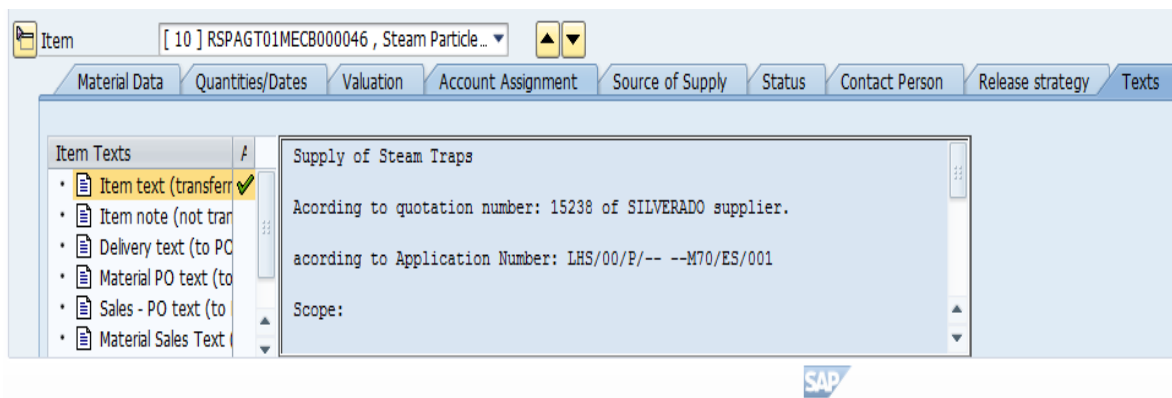 Item [ 10 ] RSPAGT01MECB000046 , Steam Particle...
Material Data Quantities/Dates Valuation Account Assignment Source of Supply Status Contact Person Release strategy Texts
Item Texts
Item text (transferr
Item note (not tran
Delivery text (to PO
Material PO text (to
Sales - PO text (to
Material Sales Text (
Supply of Steam Traps
Acording to quotation number: 15238 of SILVERADO supplier.
acording to Application Number: LHS/00/P/-- --M70/ES/001
Scope:
SAP